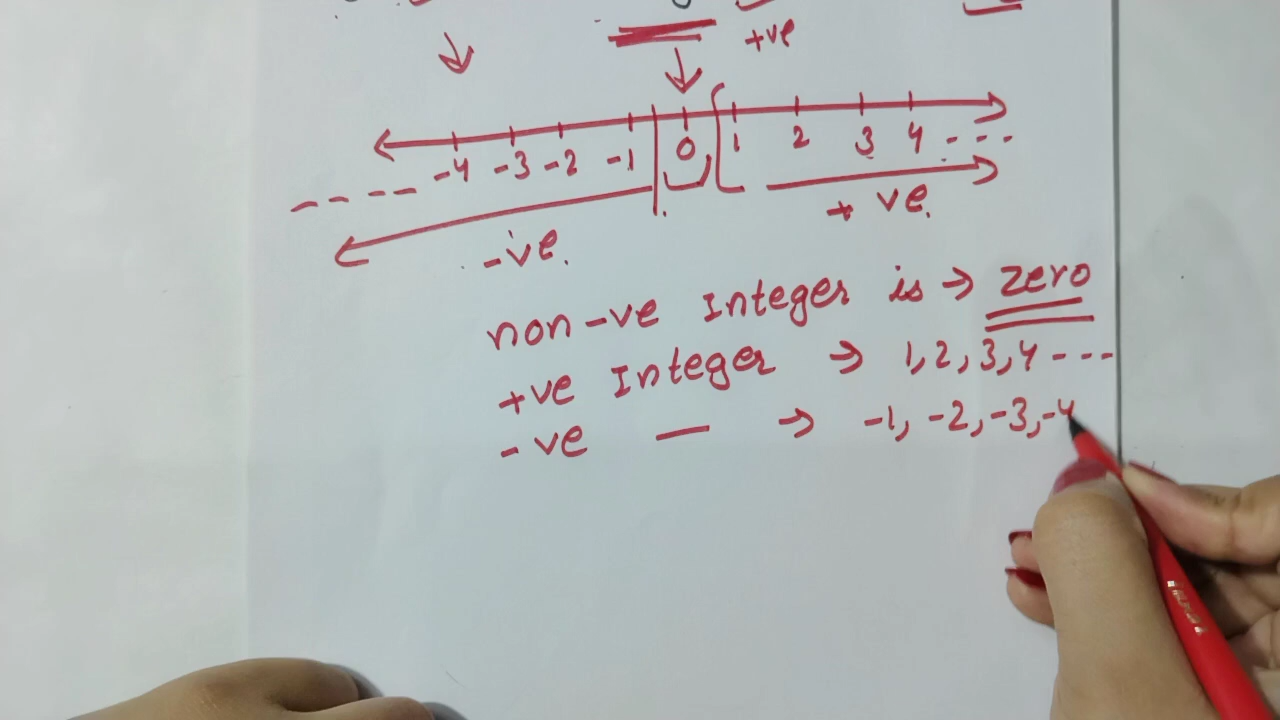 +ve
-4 -3 -2 -1 0 1 2 3 4 ...
---- 
-ve. + ve.
non-ve Integer is → zero
+ve Integer → 1, 2, 3, 4 ---
-ve — → -1, -2, -3, -4